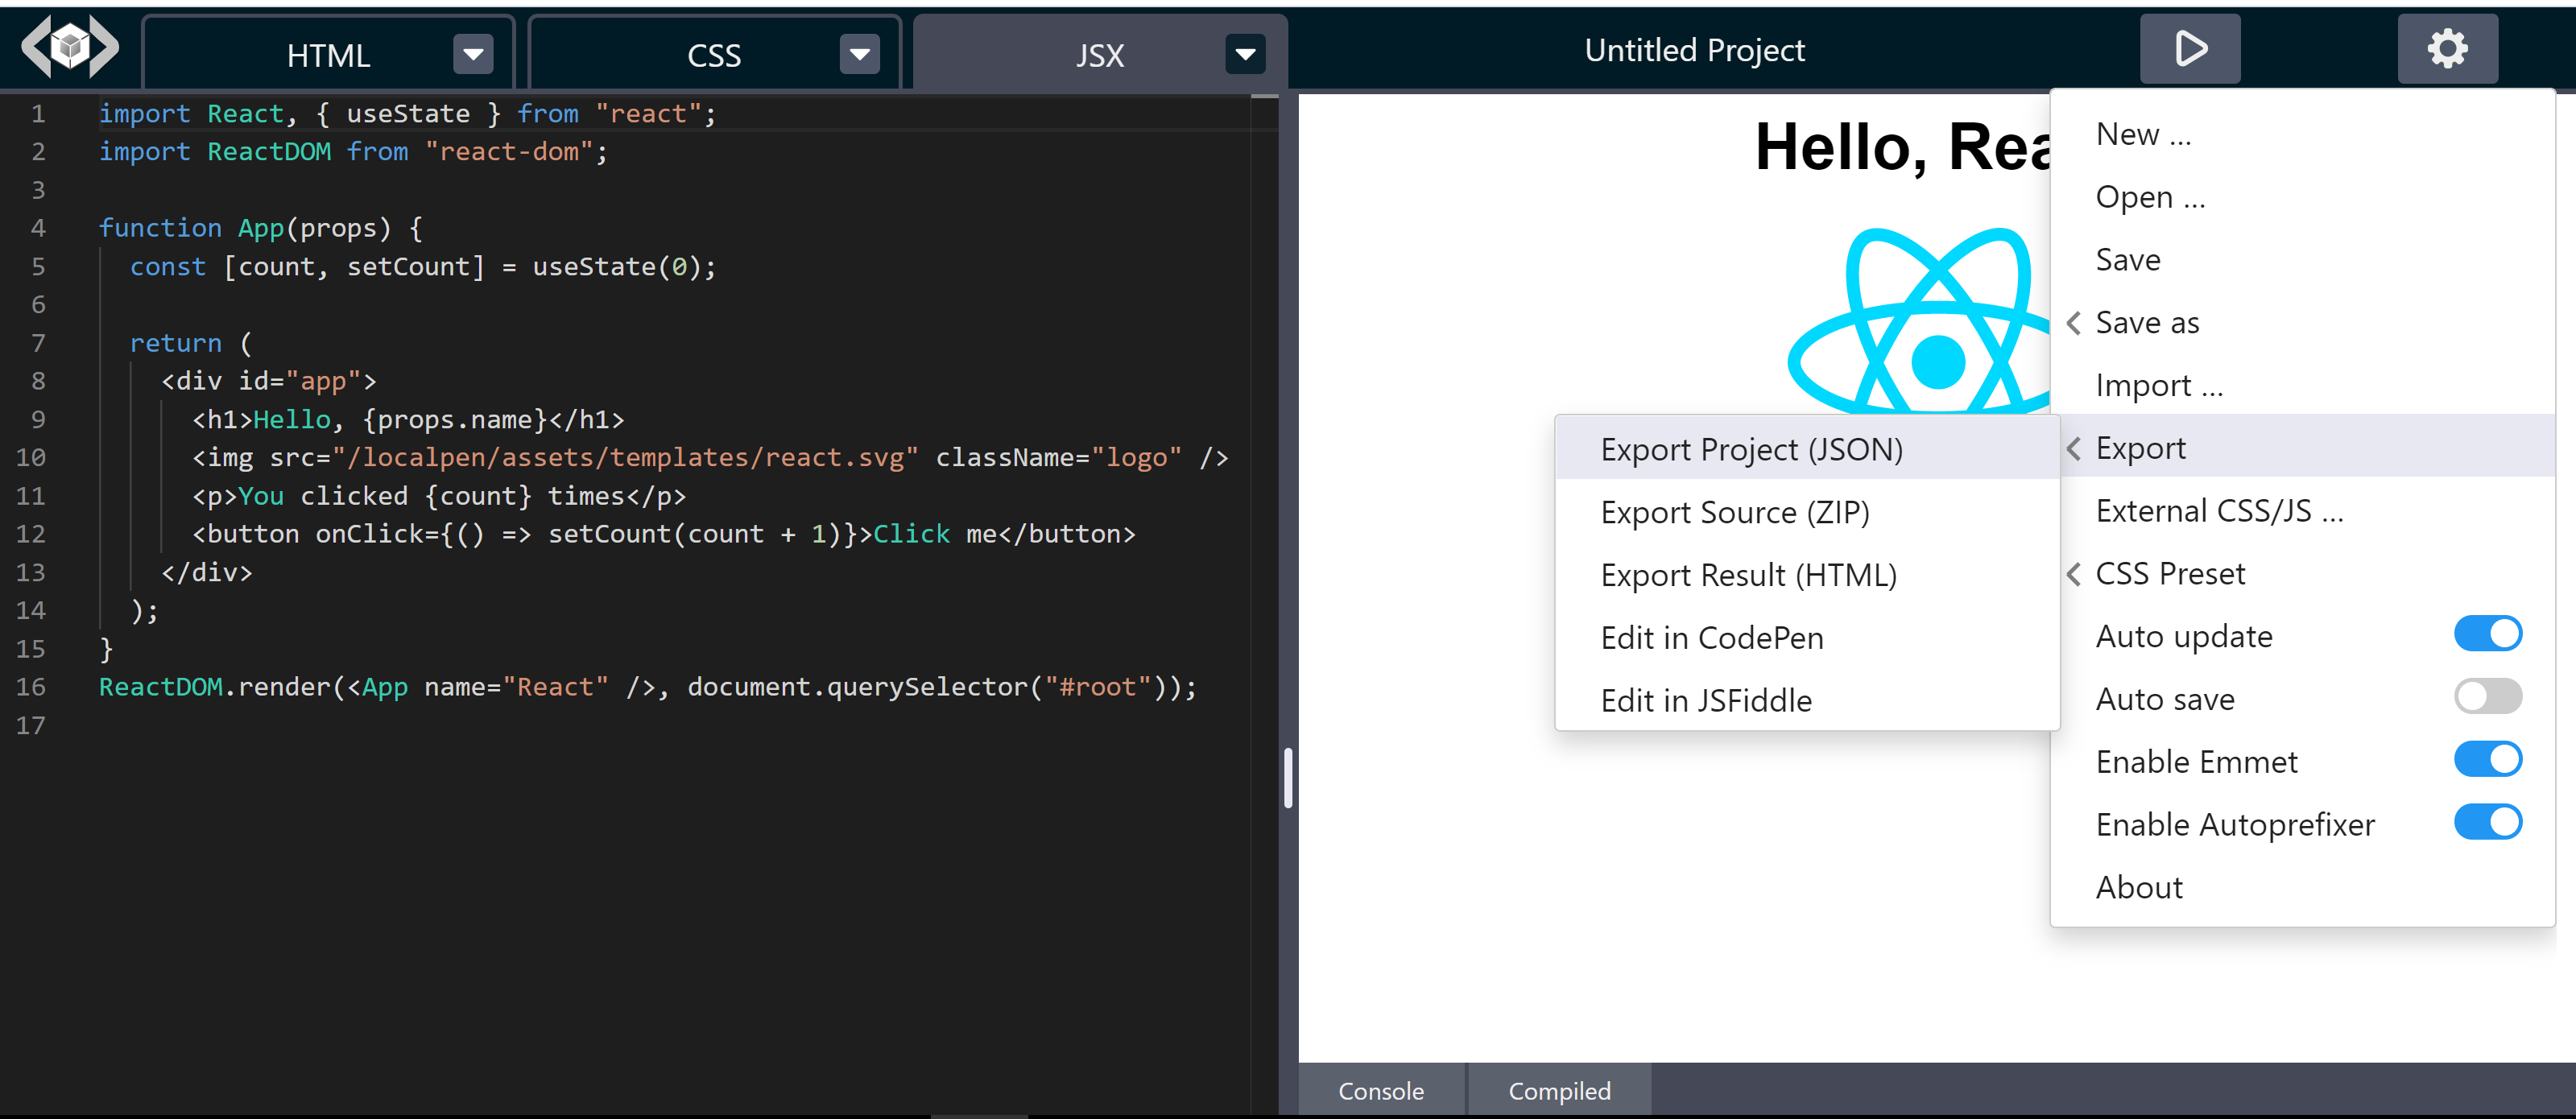 HTML
CSS
JSX
Untitled Project
1 import React, { useState } from "react";
2 import ReactDOM from "react-dom";
3
4 function App(props) {
5 const [count, setCount] = useState(0);
6
7 return (
8 <div id="app">
9 <h1>Hello, {props.name}</h1>
10 <img src="/localpen/assets/templates/react.svg" className="logo" />
11 <p>You clicked {count} times</p>
12 <button onClick={() => setCount(count + 1)}>Click me</button>
13 </div>
14 );
15 }
16 ReactDOM.render(<App name="React" />, document.querySelector("#root"));
17
Hello, Rea
New ...
Open ...
Save
Save as
Import ...
Export
External CSS/JS ...
CSS Preset
Auto update
Auto save
Enable Emmet
Enable Autoprefixer
About
Export Project (JSON)
Export Source (ZIP)
Export Result (HTML)
Edit in CodePen
Edit in JSFiddle
Console
Compiled